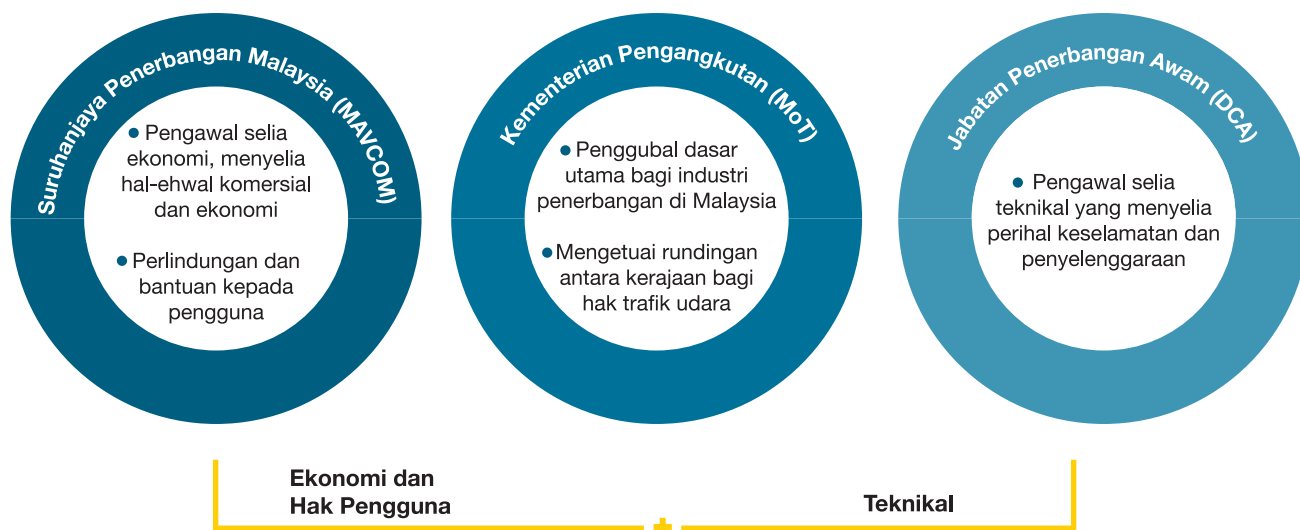 Suruhanjaya Penerbangan Malaysia (MAVCOM)
• Pengawal selia
ekonomi, menyelia
hal-ehwal komersial
dan ekonomi
• Perlindungan dan
bantuan kepada
pengguna
Kementerian Pengangkutan (MoT)
• Penggubal dasar
utama bagi industri
penerbangan di Malaysia
• Mengetuai rundingan
antara kerajaan bagi
hak trafik udara
Jabatan Penerbangan Awam (DCA)
• Pengawal selia
teknikal yang menyelia
perihal keselamatan dan
penyelenggaraan
Ekonomi dan
Hak Pengguna
Teknikal